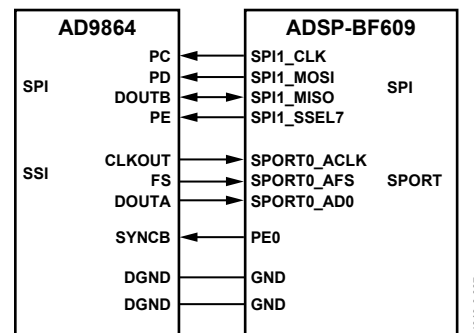 AD9864 ADSP-BF609
PC SPI1_CLK
PD SPI1_MOSI
SPI SPI
DOUTB SPI1_MISO
PE SPI1_SSEL7
CLKOUT SPORT0_ACLK
SSI
FS SPORT0_AFS SPORT
DOUTA SPORT0_AD0
SYNCB PE0
DGND GND
DGND GND